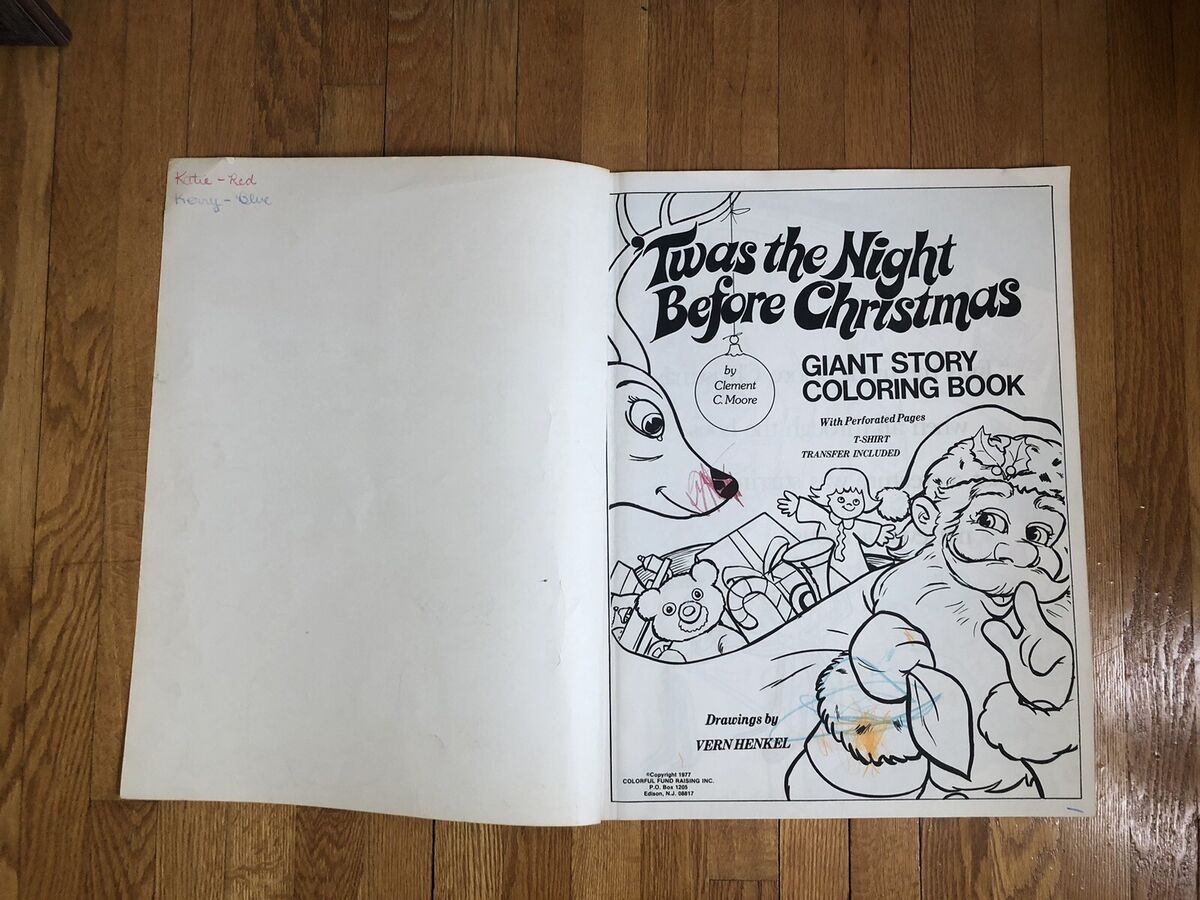 Katie - Red
Kerry - Blue
'Twas the Night
Before Christmas
by
Clement
C. Moore
GIANT STORY
COLORING BOOK
With Perforated Pages
T-SHIRT
TRANSFER INCLUDED
Drawings by
VERN HENKEL
©Copyright 1977
COLORFUL FUND RAISING INC.
P.O. Box 1205
Edison, N.J. 08817